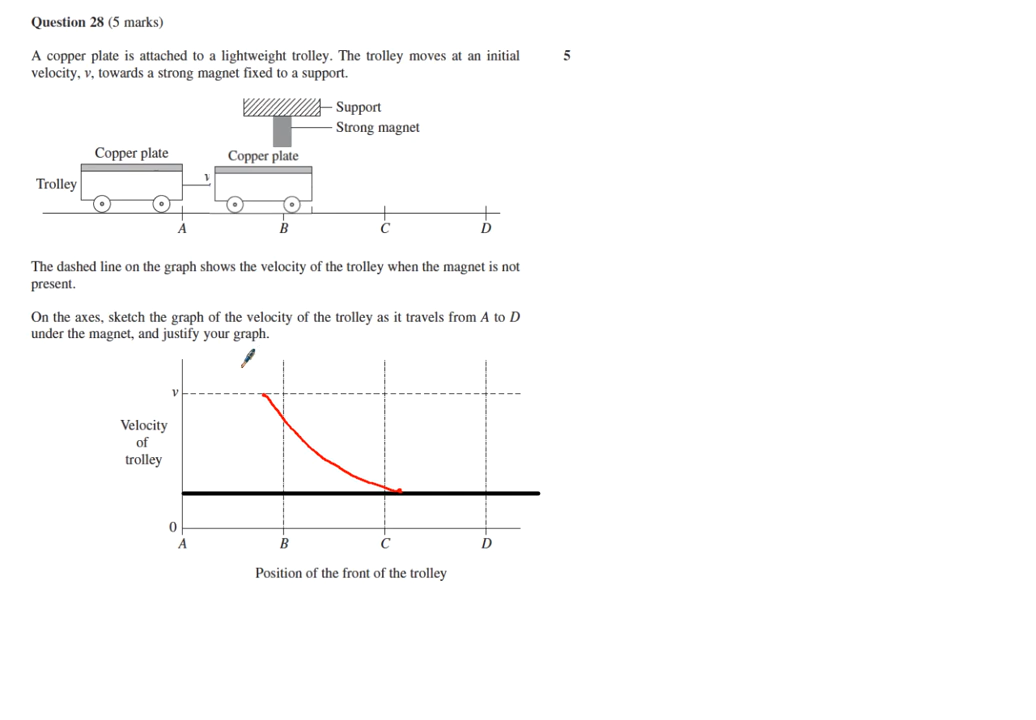 Question 28 (5 marks)
A copper plate is attached to a lightweight trolley. The trolley moves at an initial 5
velocity, v, towards a strong magnet fixed to a support.
Support
Strong magnet
Copper plate Copper plate
Trolley v
A B C D
The dashed line on the graph shows the velocity of the trolley when the magnet is not
present.
On the axes, sketch the graph of the velocity of the trolley as it travels from A to D
under the magnet, and justify your graph.
v
Velocity
of
trolley
0
A B C D
Position of the front of the trolley